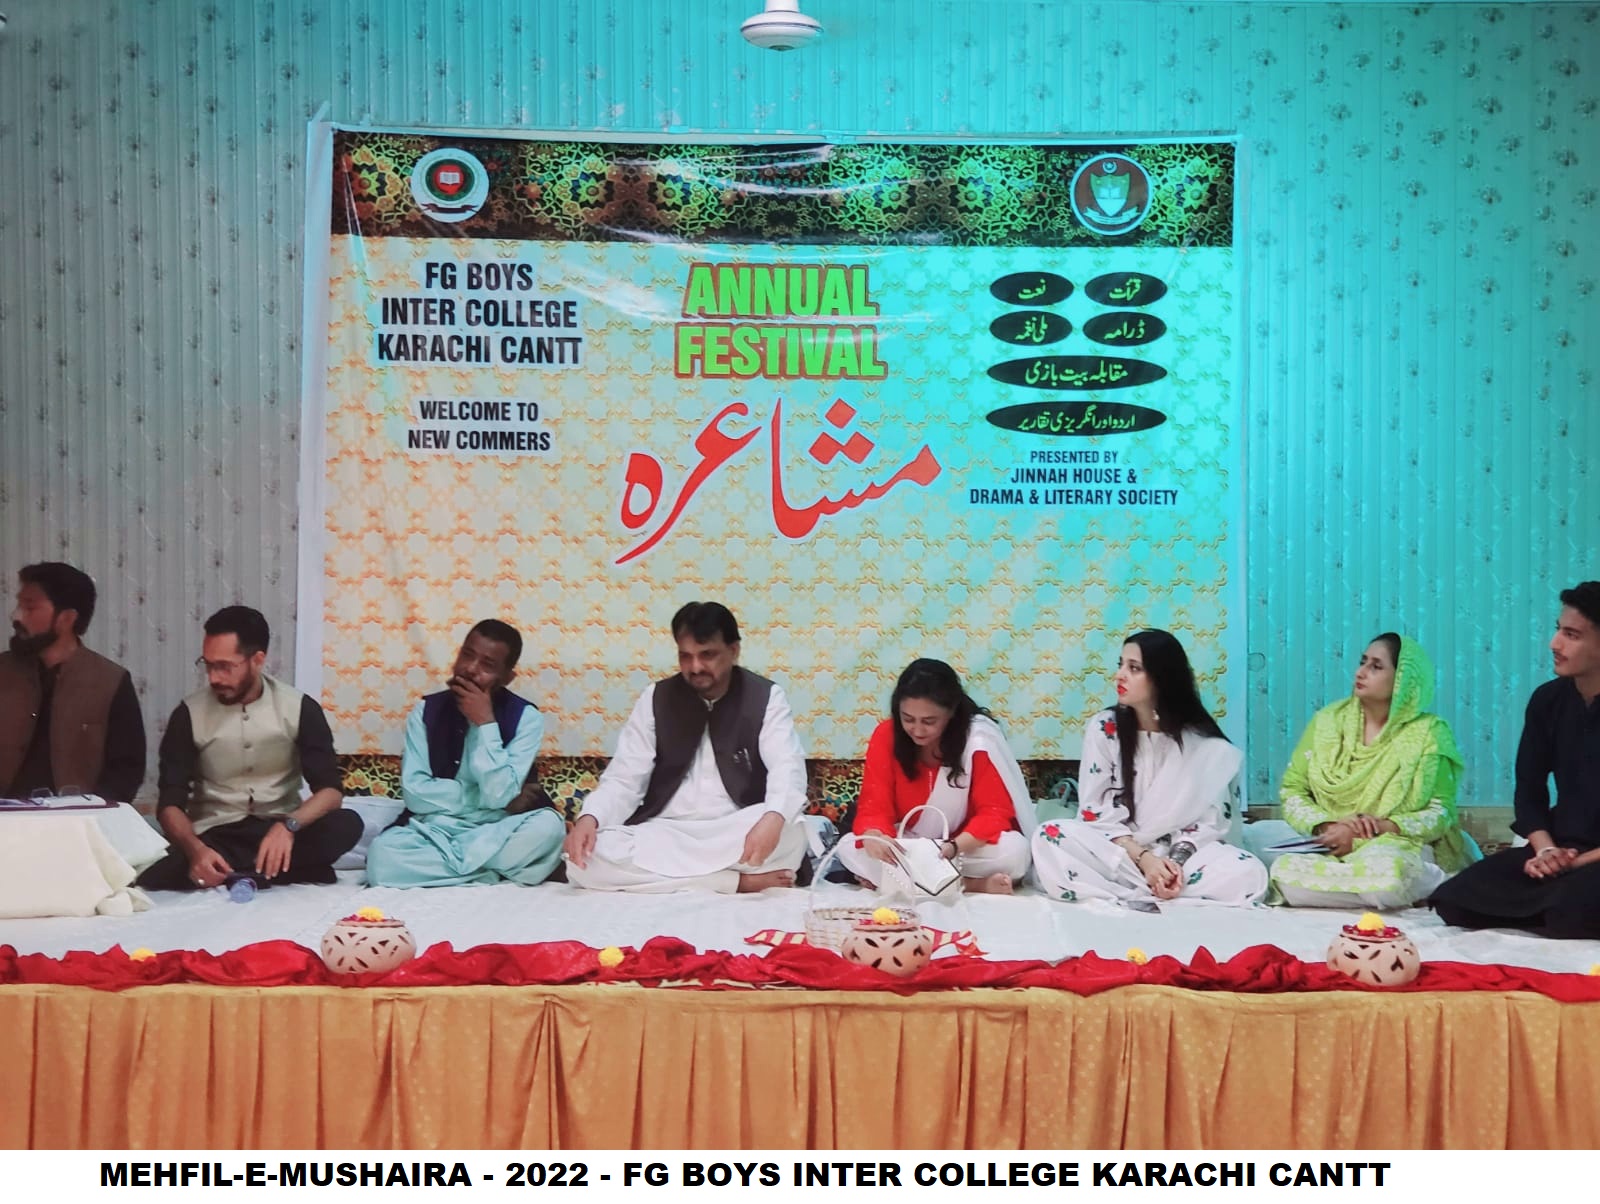 FG BOYS
INTER COLLEGE
KARACHI CANTT
WELCOME TO
NEW COMMERS
ANNUAL
FESTIVAL
مشاعرہ
قرأت
نعت
ڈرامہ
ملی نغمہ
مقابلہ بیت بازی
اردو اور انگریزی تقاریر
PRESENTED BY
JINNAH HOUSE &
DRAMA & LITERARY SOCIETY
MEHFIL-E-MUSHAIRA - 2022 - FG BOYS INTER COLLEGE KARACHI CANTT